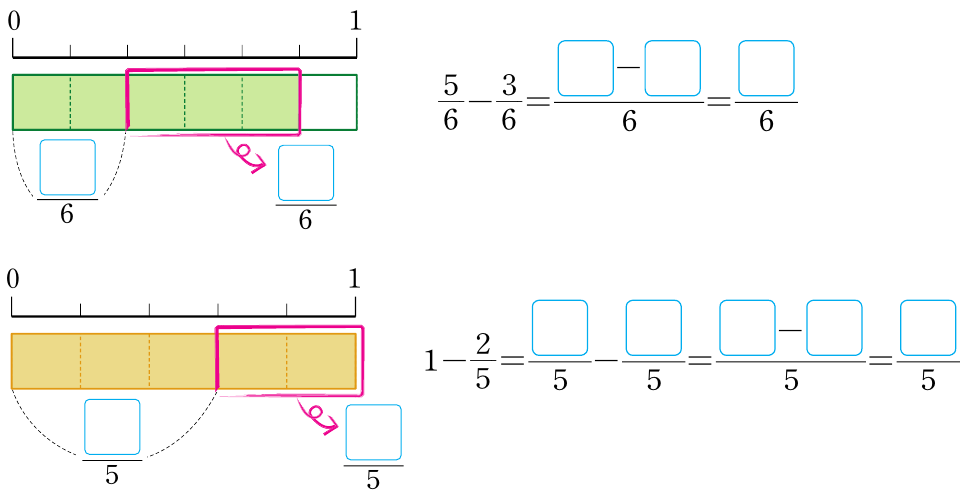 0 1
5/6 − 3/6 = □−□/6 = □/6
□/6 □/6
0 1
1 − 2/5 = □/5 − □/5 = □−□/5 = □/5
□/5 □/5